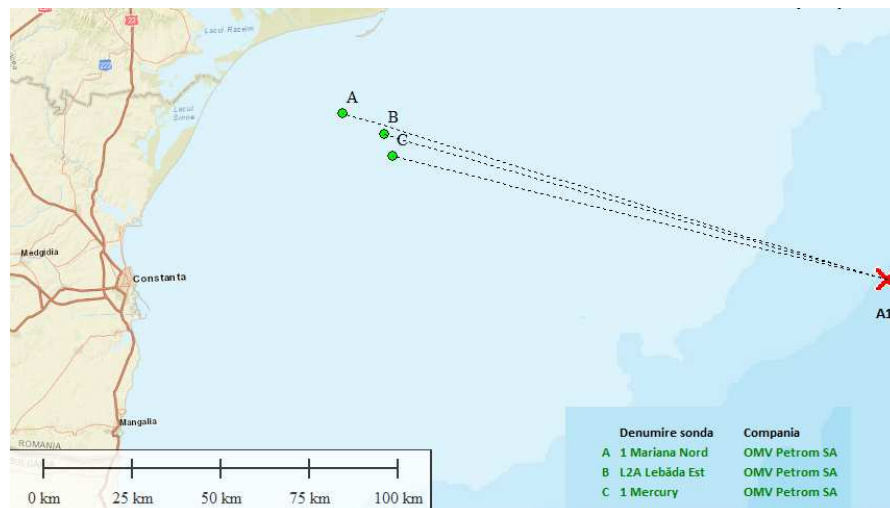 22
Lacul Razelm
222
Lacul
Sinoe
A
B
C
Medgidia
Constanta
A1
Mangalia
ROMANIA
Denumire sonda Compania
A 1 Mariana Nord OMV Petrom SA
B L2A Lebăda Est OMV Petrom SA
C 1 Mercury OMV Petrom SA
0 km 25 km 50 km 75 km 100 km